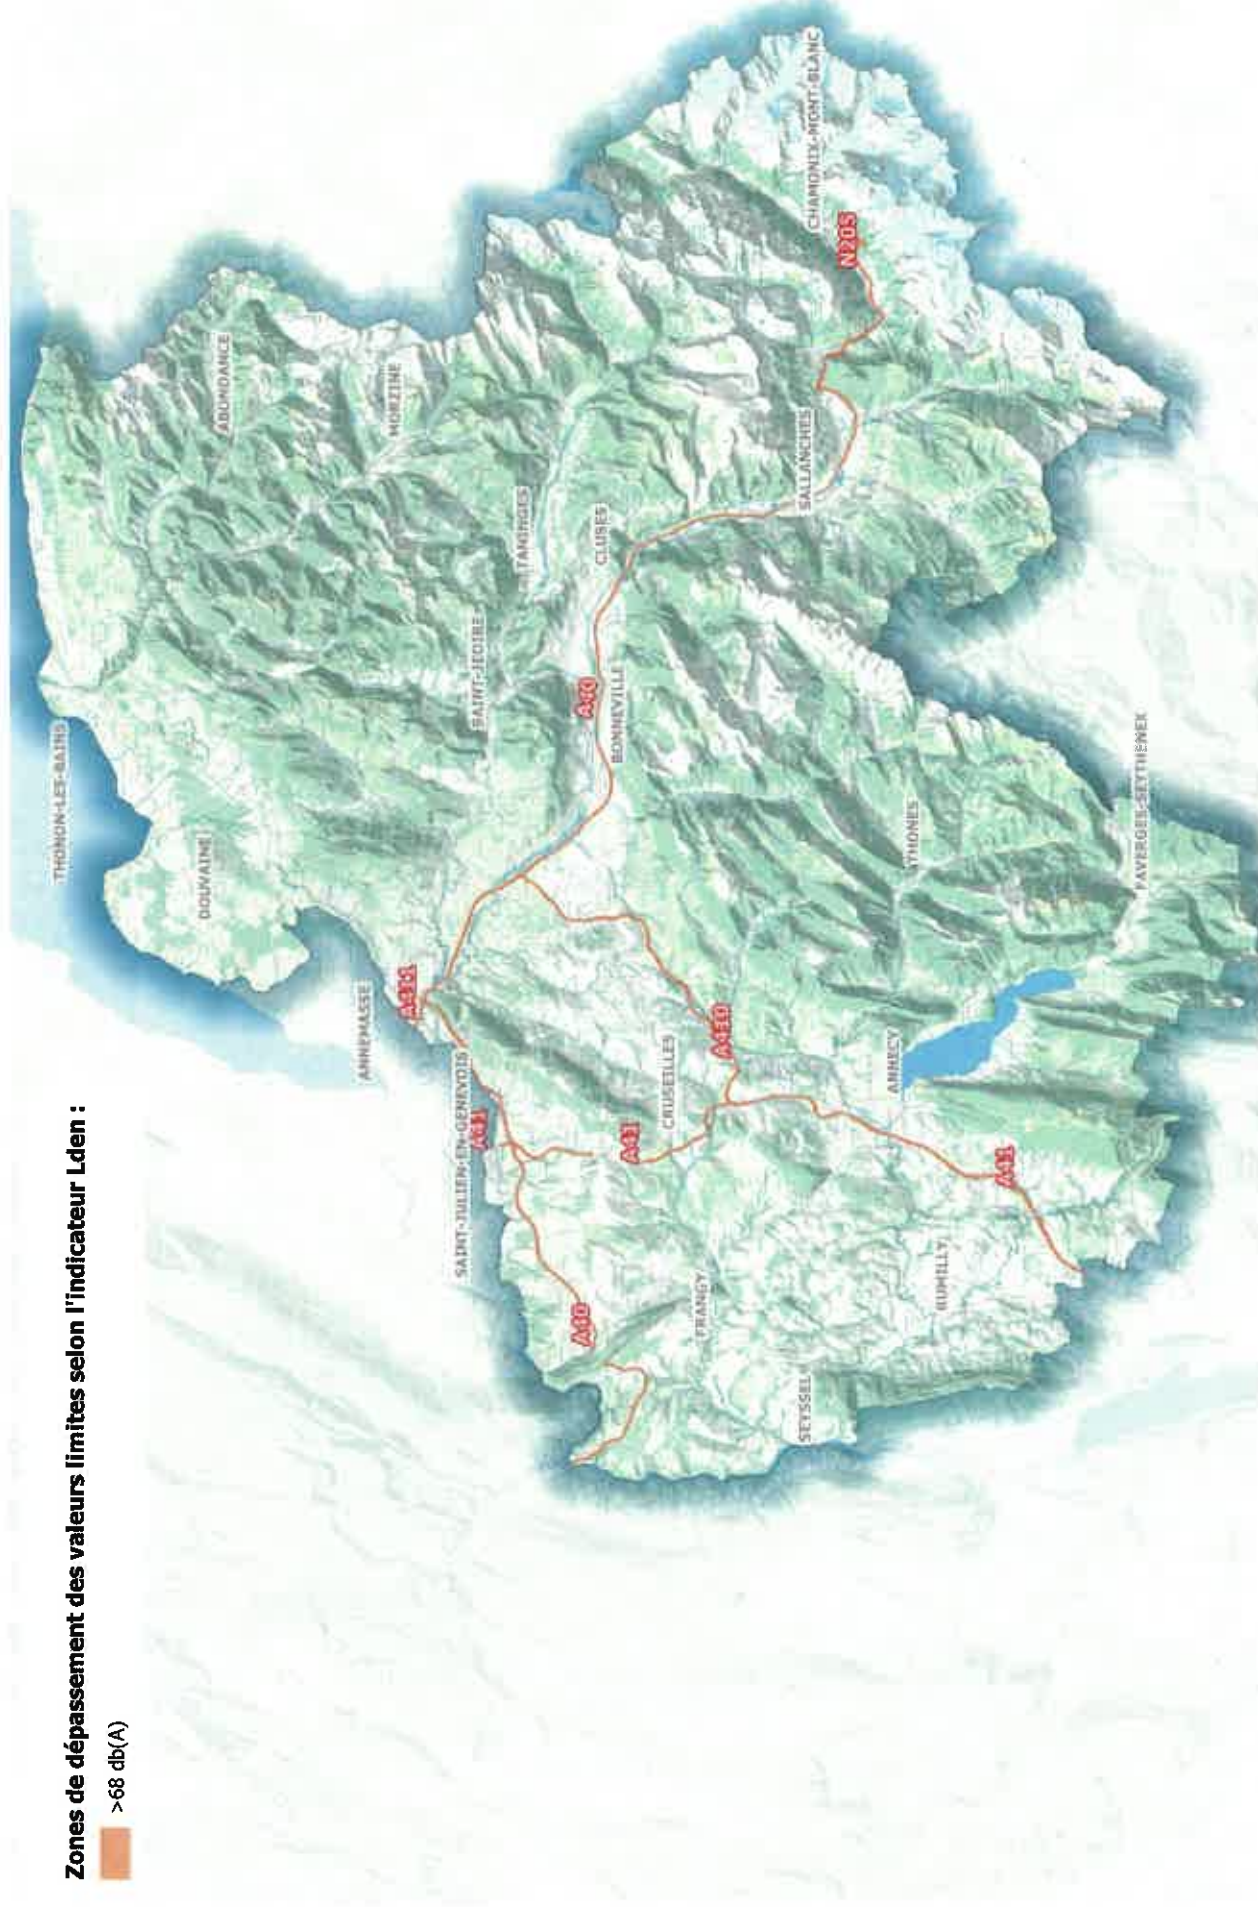 Zones de dépassement des valeurs limites selon l'indicateur Lden :
>68 db(A)
THONON-LES-BAINS
DOUVAINE
ABONDANCE
ANNEMASSE
MORZINE
A411
SAINT-JULIEN-EN-GENEVOIS
A41
SAINT-JEOIRE
TANINGES
A40
A40
CLUSES
BONNEVILLE
A41
CRUSEILLES
FRANGY
A410
SEYSSEL
SALLANCHES
CHAMONIX-MONT-BLANC
N205
ANNECY
THONES
RUMILLY
A41
FAVERGES-SEYTHENEX